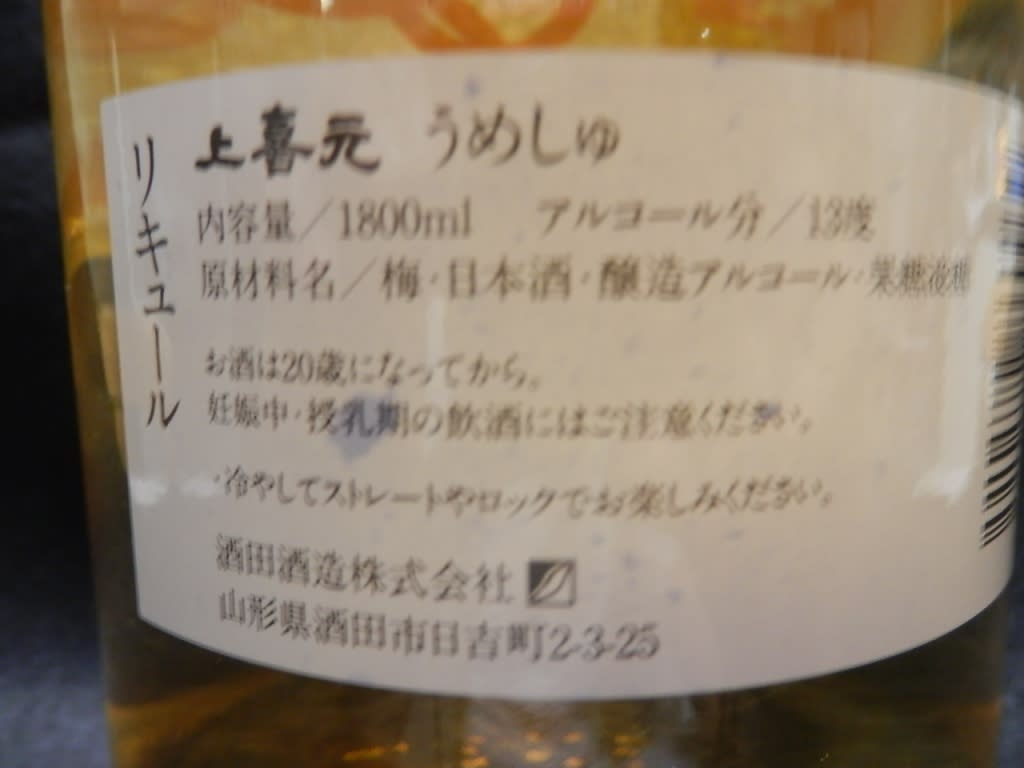 リキュール
上喜元 うめしゅ
内容量/1800ml アルコール分/13度
原材料名/梅・日本酒・醸造アルコール・果糖液糖
お酒は20歳になってから。
妊娠中・授乳期の飲酒にはご注意ください。
・冷やしてストレートやロックでお楽しみください。
酒田酒造株式会社
山形県酒田市日吉町2-3-25